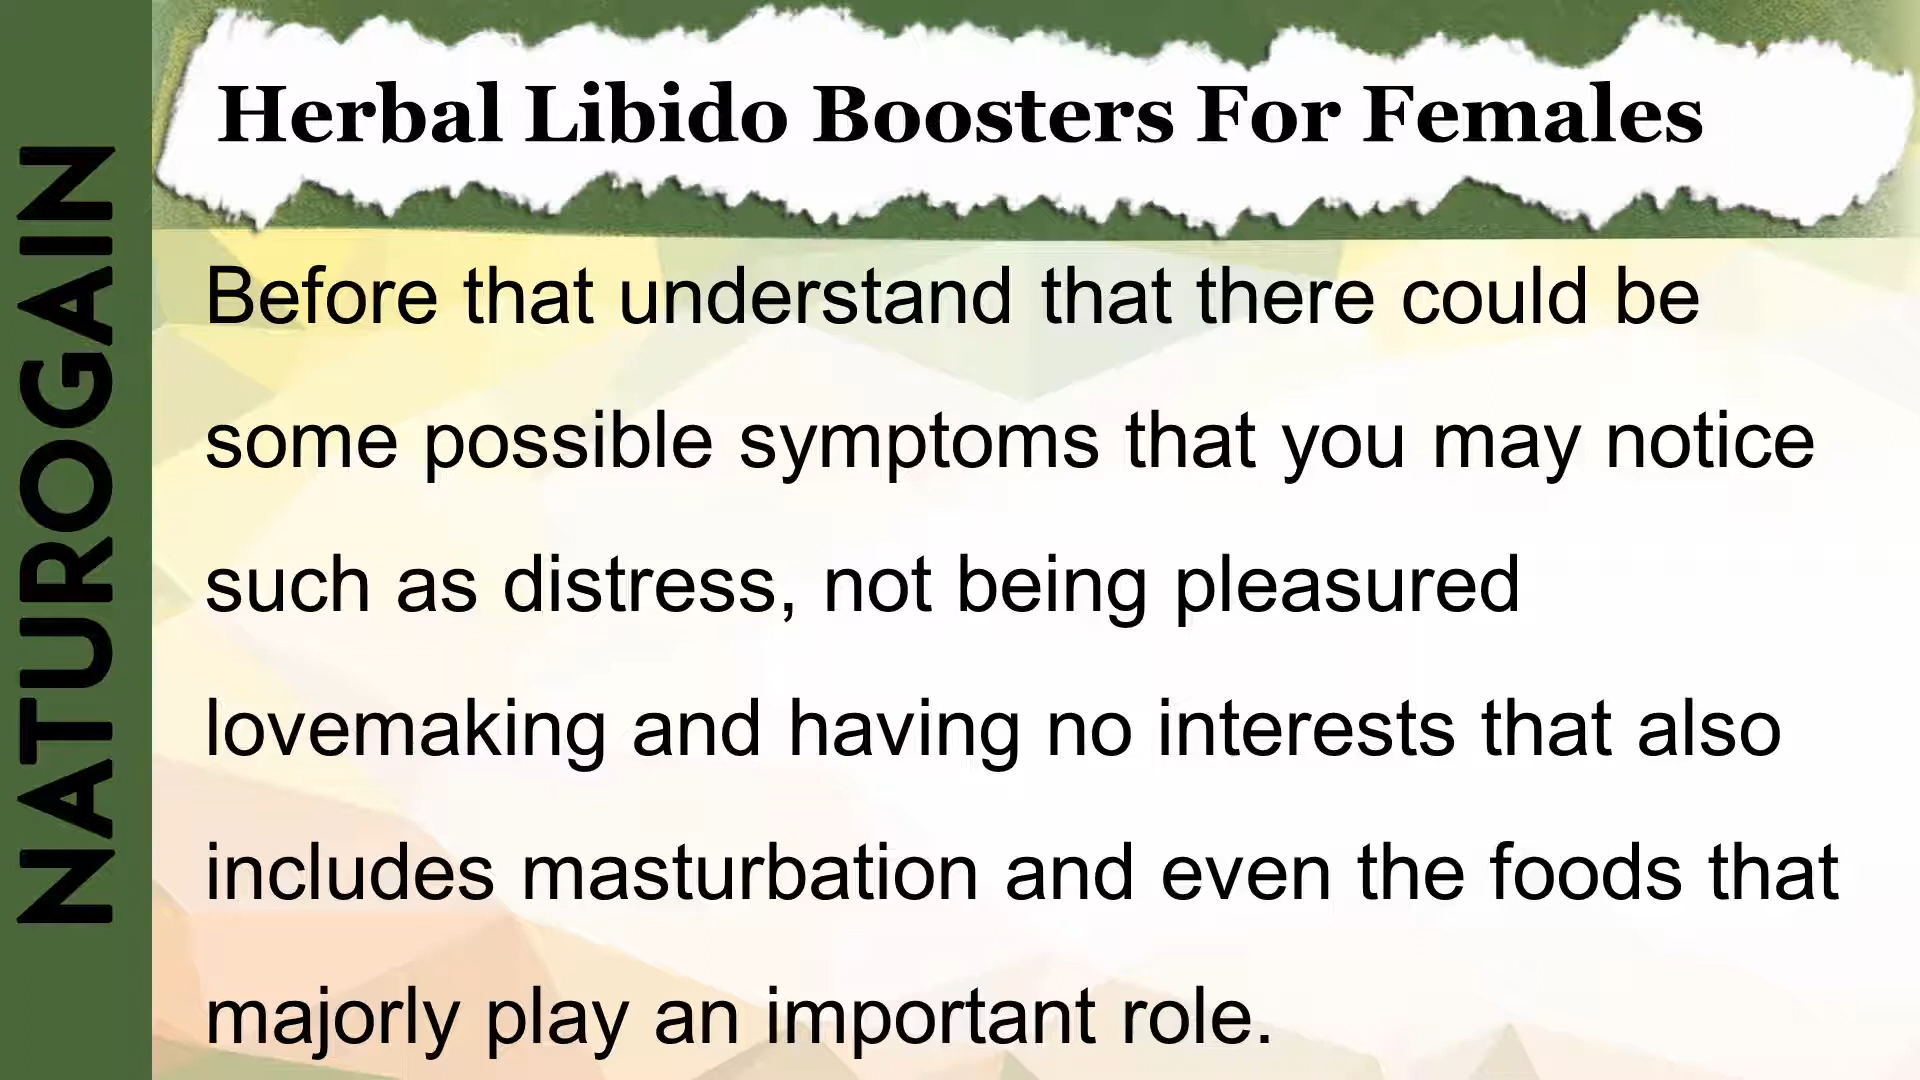 NATUROGAIN
Herbal Libido Boosters For Females
Before that understand that there could be
some possible symptoms that you may notice
such as distress, not being pleasured
lovemaking and having no interests that also
includes masturbation and even the foods that
majorly play an important role.